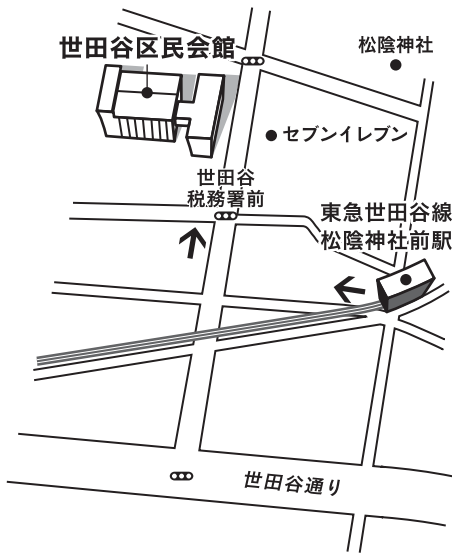 世田谷区民会館
松陰神社
セブンイレブン
世田谷
税務署前
東急世田谷線
松陰神社前駅
世田谷通り